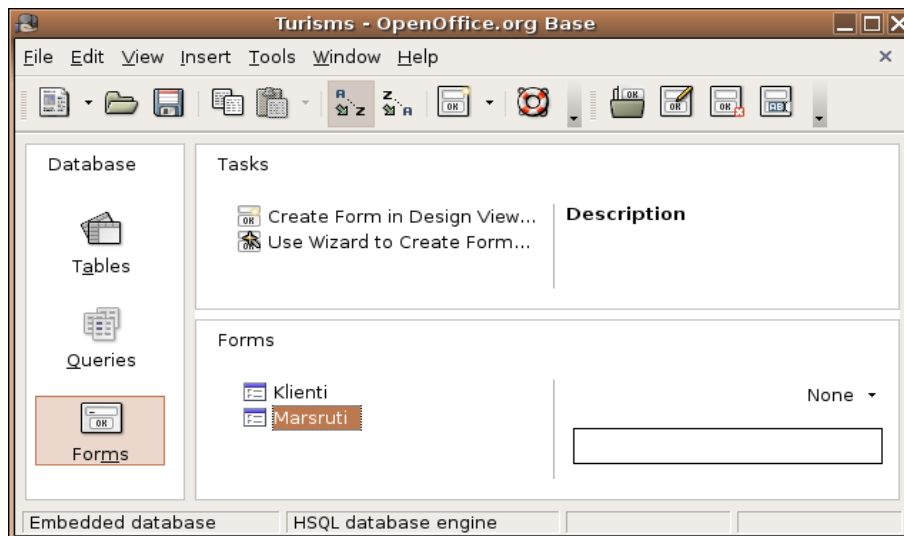 Turisms - OpenOffice.org Base
File Edit View Insert Tools Window Help
Database
Tables
Queries
Forms
Tasks
Create Form in Design View...
Use Wizard to Create Form...
Description
Forms
Klienti
Marsruti
None
Embedded database
HSQL database engine